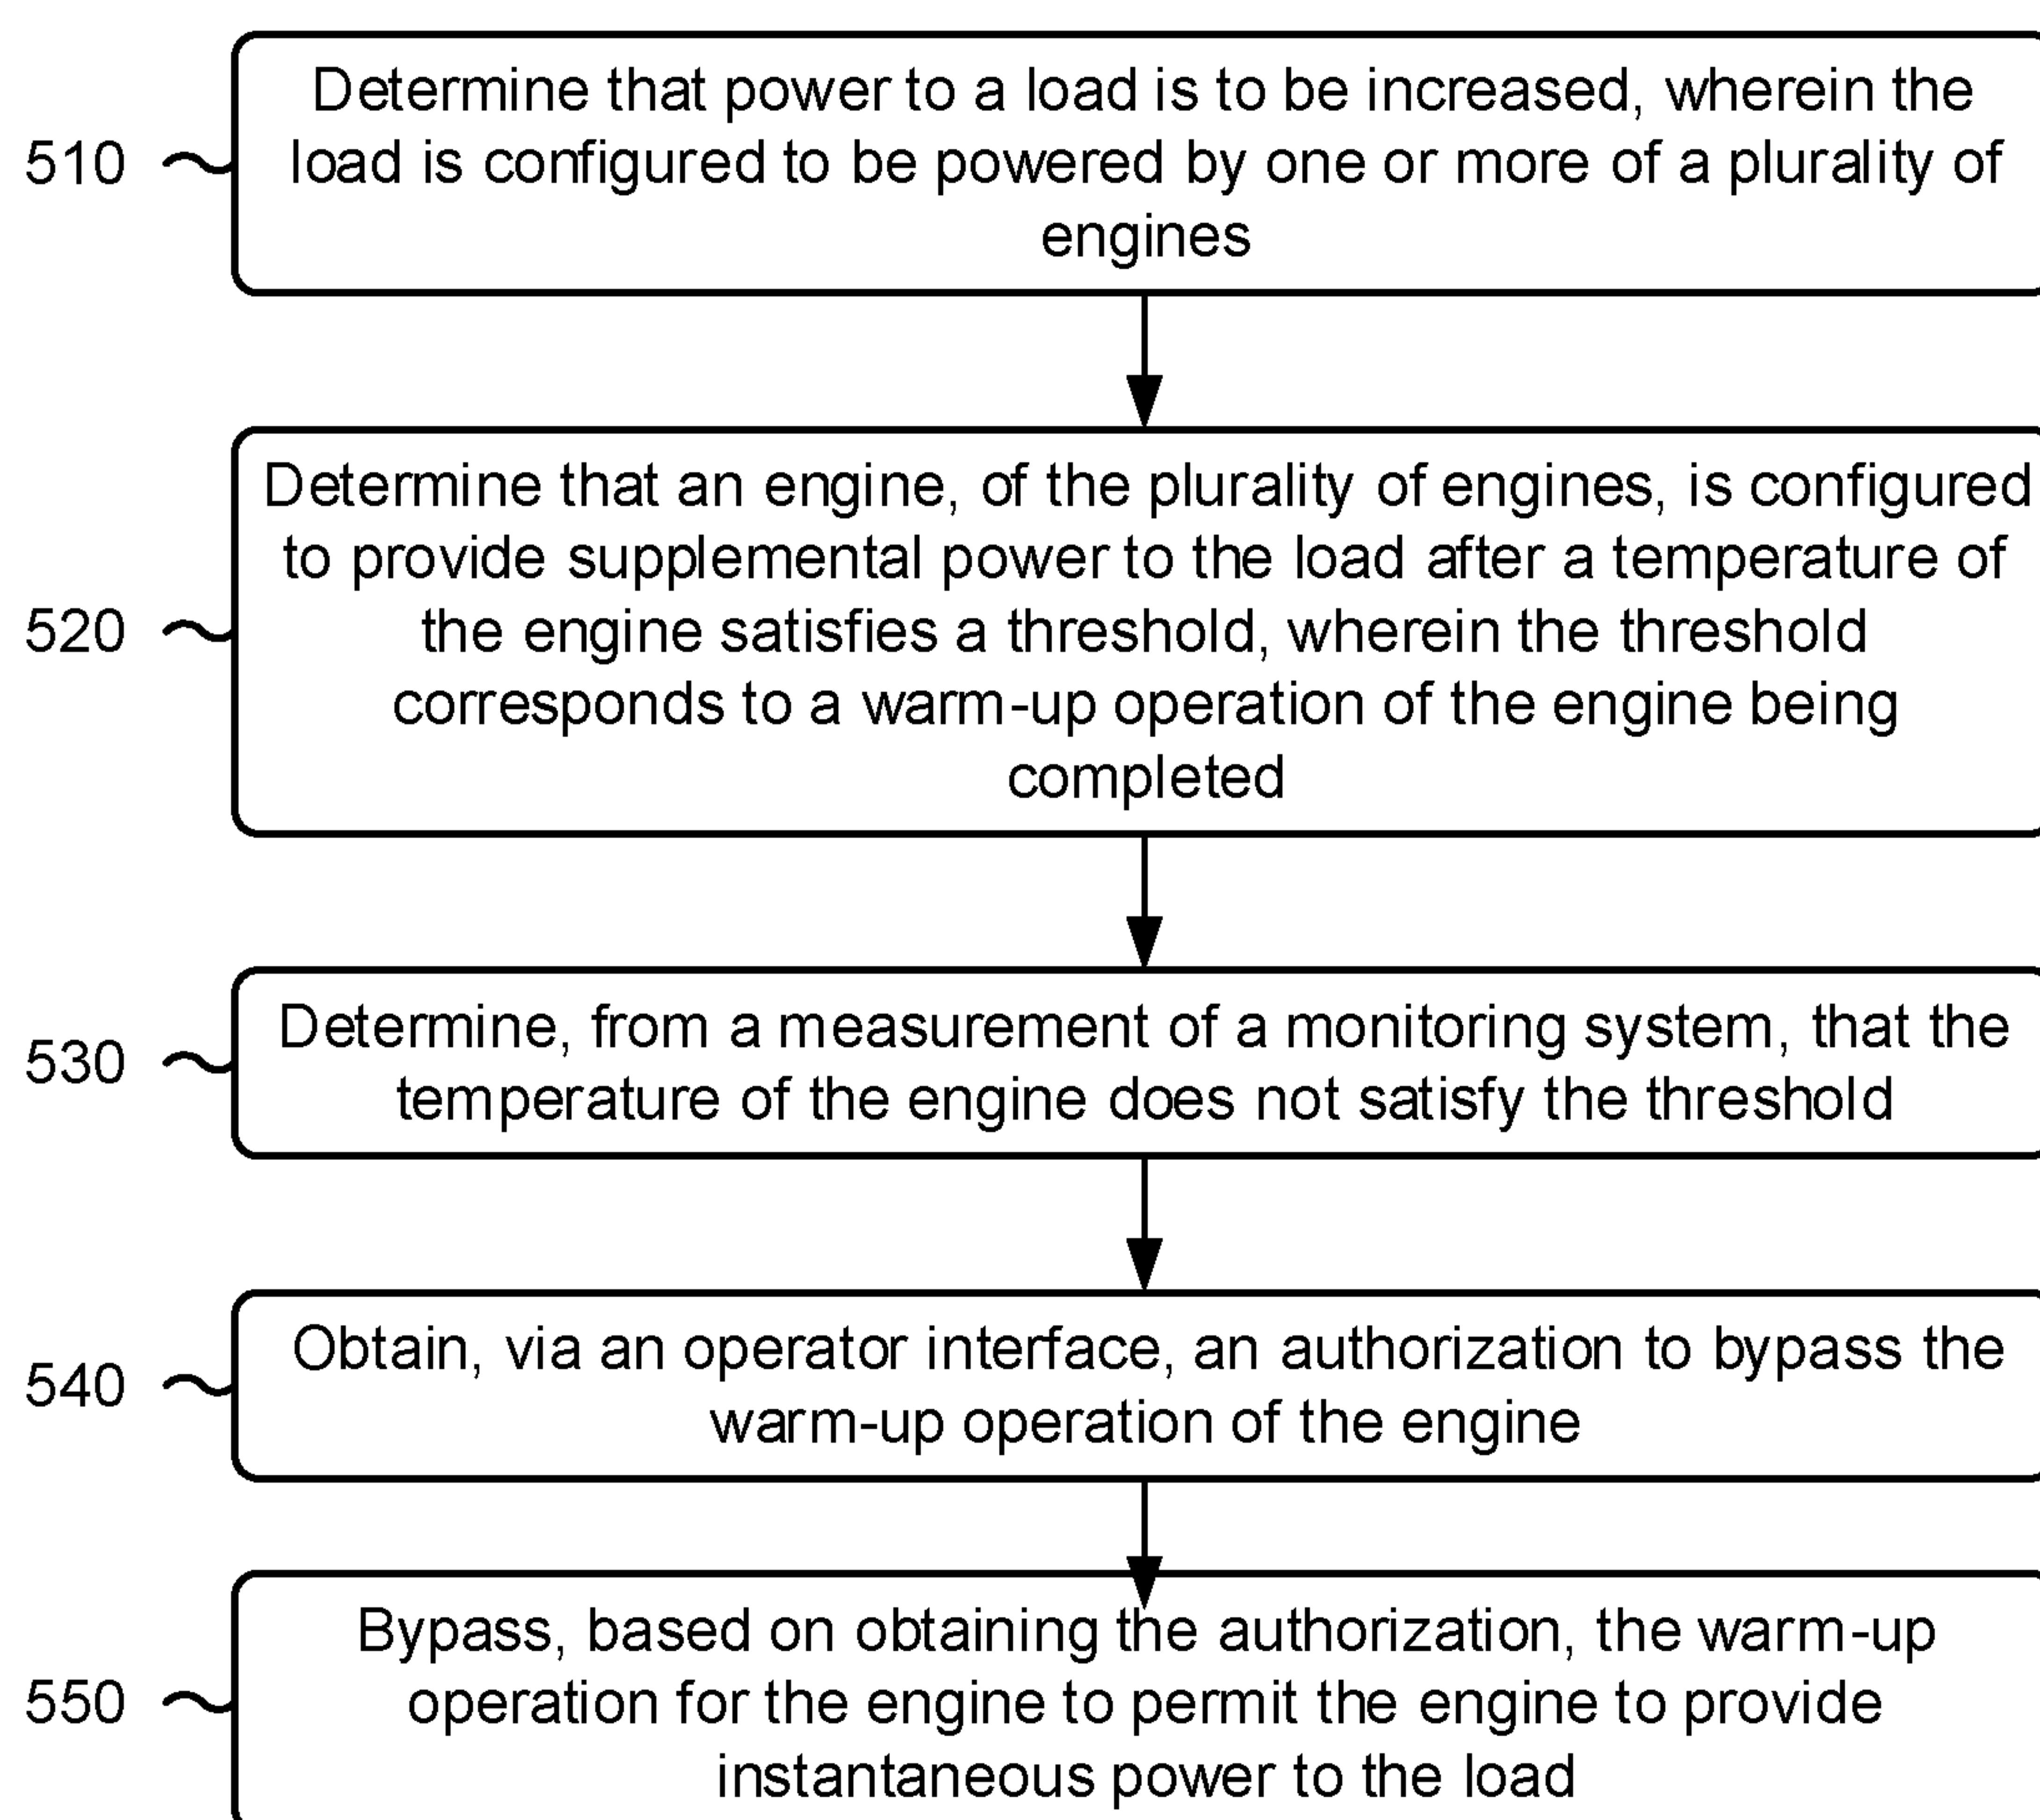 Determine that power to a load is to be increased, wherein the
510 load is configured to be powered by one or more of a plurality of
engines
Determine that an engine, of the plurality of engines, is configured
to provide supplemental power to the load after a temperature of
520 the engine satisfies a threshold, wherein the threshold
corresponds to a warm-up operation of the engine being
completed
Determine, from a measurement of a monitoring system, that the
530
temperature of the engine does not satisfy the threshold
Obtain, via an operator interface, an authorization to bypass the
540
warm-up operation of the engine
Bypass, based on obtaining the authorization, the warm-up
550 operation for the engine to permit the engine to provide
instantaneous power to the load